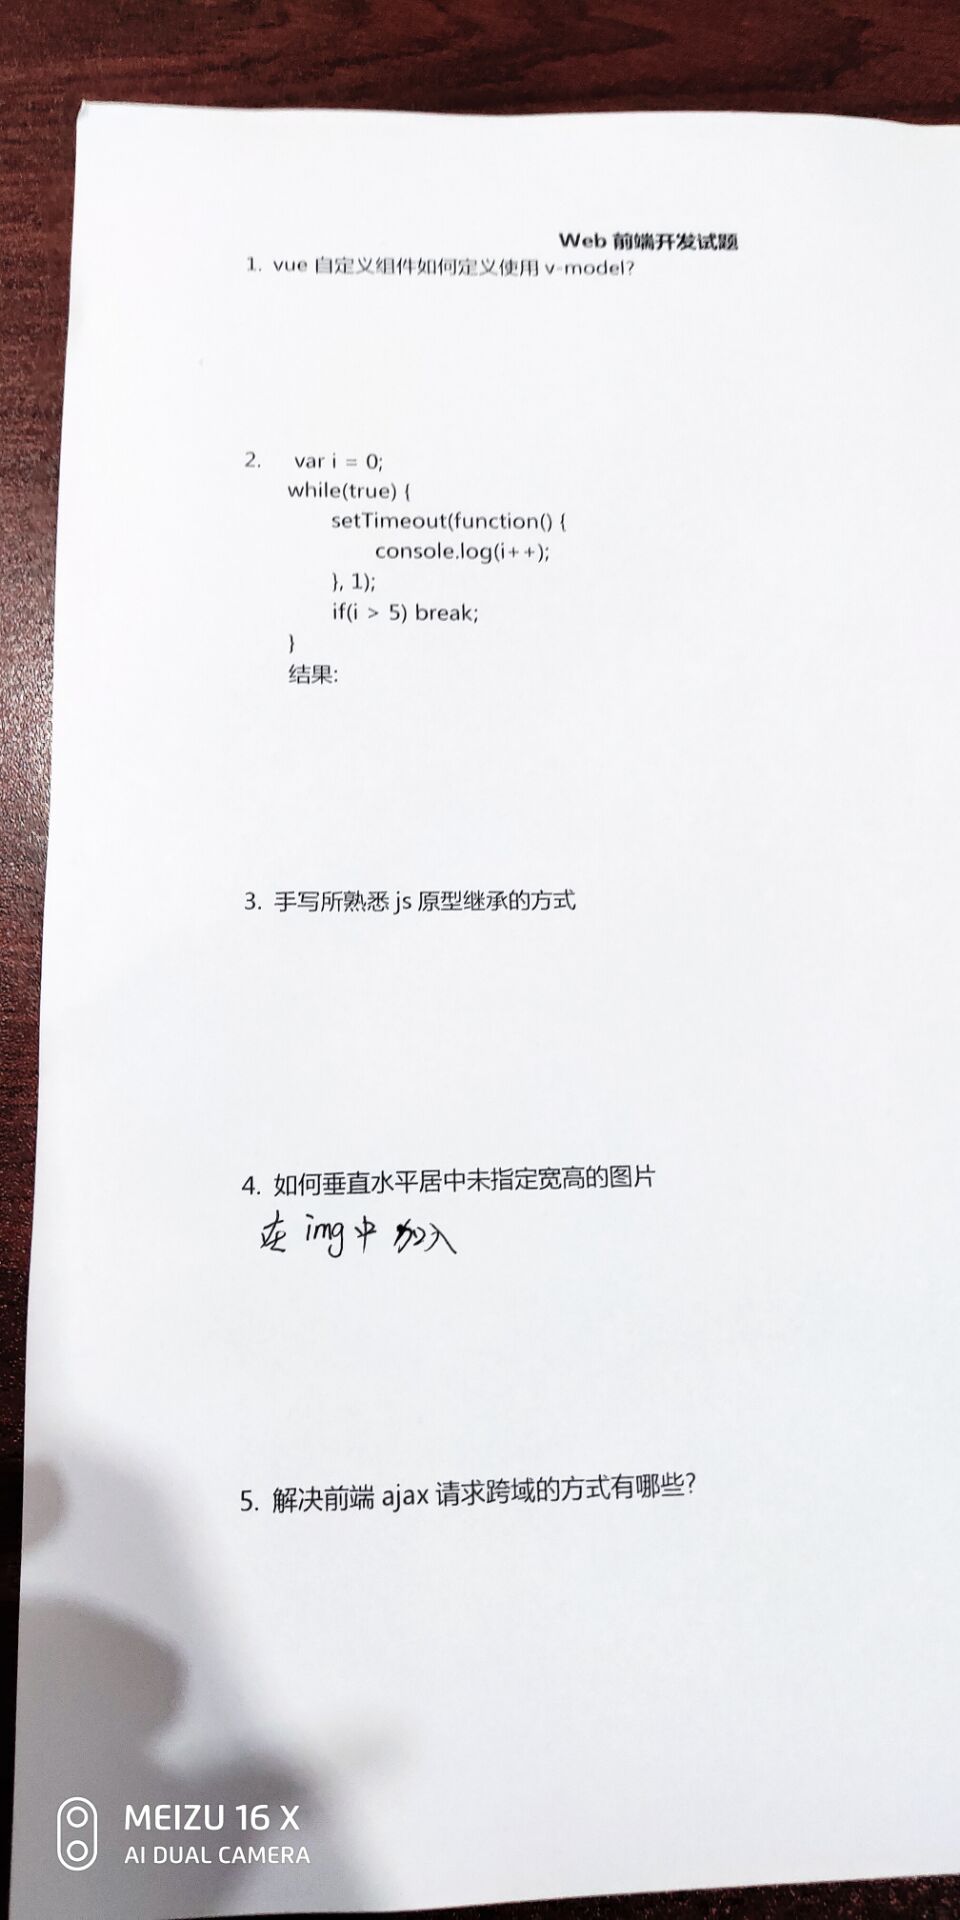 Web 前端开发试题
1. vue 自定义组件如何定义使用 v-model?
2. var i = 0;
while(true) {
setTimeout(function() {
console.log(i++);
}, 1);
if(i > 5) break;
}
结果:
3. 手写所熟悉 js 原型继承的方式
4. 如何垂直水平居中未指定宽高的图片
在 img 中 加入
5. 解决前端 ajax 请求跨域的方式有哪些?
MEIZU 16 X
AI DUAL CAMERA